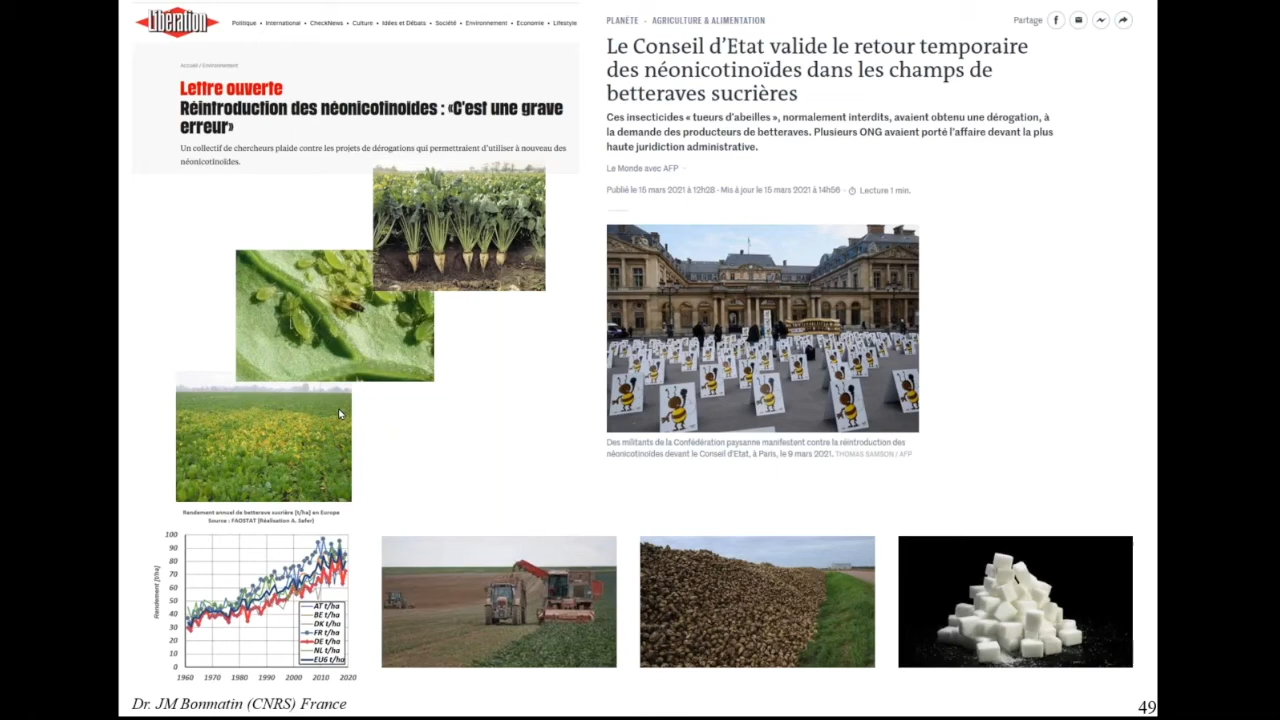 Libération
Politique • International • CheckNews • Culture • Idées et Débats • Société • Environnement • Economie • Lifestyle
Accueil / Environnement
Lettre ouverte
Réintroduction des néonicotinoïdes : «C'est une grave
erreur»
Un collectif de chercheurs plaide contre les projets de dérogations qui permettraient d'utiliser à nouveau des
néonicotinoïdes.
PLANÈTE • AGRICULTURE & ALIMENTATION
Partage
Le Conseil d'Etat valide le retour temporaire
des néonicotinoïdes dans les champs de
betteraves sucrières
Ces insecticides « tueurs d'abeilles », normalement interdits, avaient obtenu une dérogation, à
la demande des producteurs de betteraves. Plusieurs ONG avaient porté l'affaire devant la plus
haute juridiction administrative.
Le Monde avec AFP
Publié le 15 mars 2021 à 12h28 - Mis à jour le 15 mars 2021 à 14h56 • Lecture 1 min.
Des militants de la Confédération paysanne manifestent contre la réintroduction des
néonicotinoïdes devant le Conseil d'Etat, à Paris, le 9 mars 2021. THOMAS SAMSON / AFP
Rendement annuel de betterave sucrière [t/ha] en Europe
Source : FAOSTAT (Réalisation A. Safer)
Rendement [t/ha]
100
90
80
70
60
50
40
30
20
10
0
AT t/ha
BE t/ha
DK t/ha
FR t/ha
DE t/ha
NL t/ha
EU6 t/ha
1960 1970 1980 1990 2000 2010 2020
Dr. JM Bonmatin (CNRS) France
49